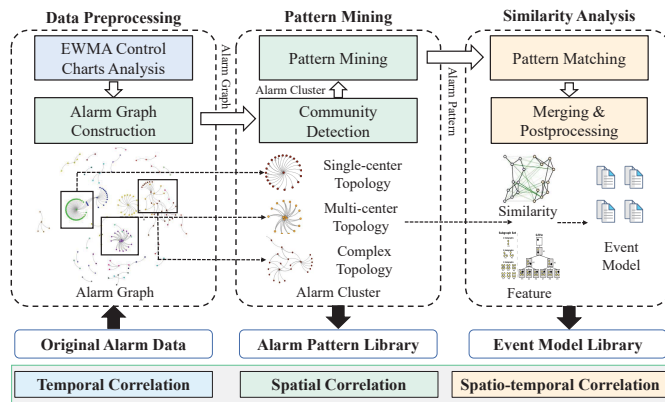 Data Preprocessing
Pattern Mining
Similarity Analysis
EWMA Control
Charts Analysis
Alarm Graph
Construction
Alarm Graph
Pattern Mining
Alarm Cluster
Community
Detection
Alarm Pattern
Pattern Matching
Merging &
Postprocessing
Single-center
Topology
Multi-center
Topology
Complex
Topology
Similarity
Event
Model
Feature
Alarm Graph
Alarm Cluster
Original Alarm Data
Alarm Pattern Library
Event Model Library
Temporal Correlation
Spatial Correlation
Spatio-temporal Correlation